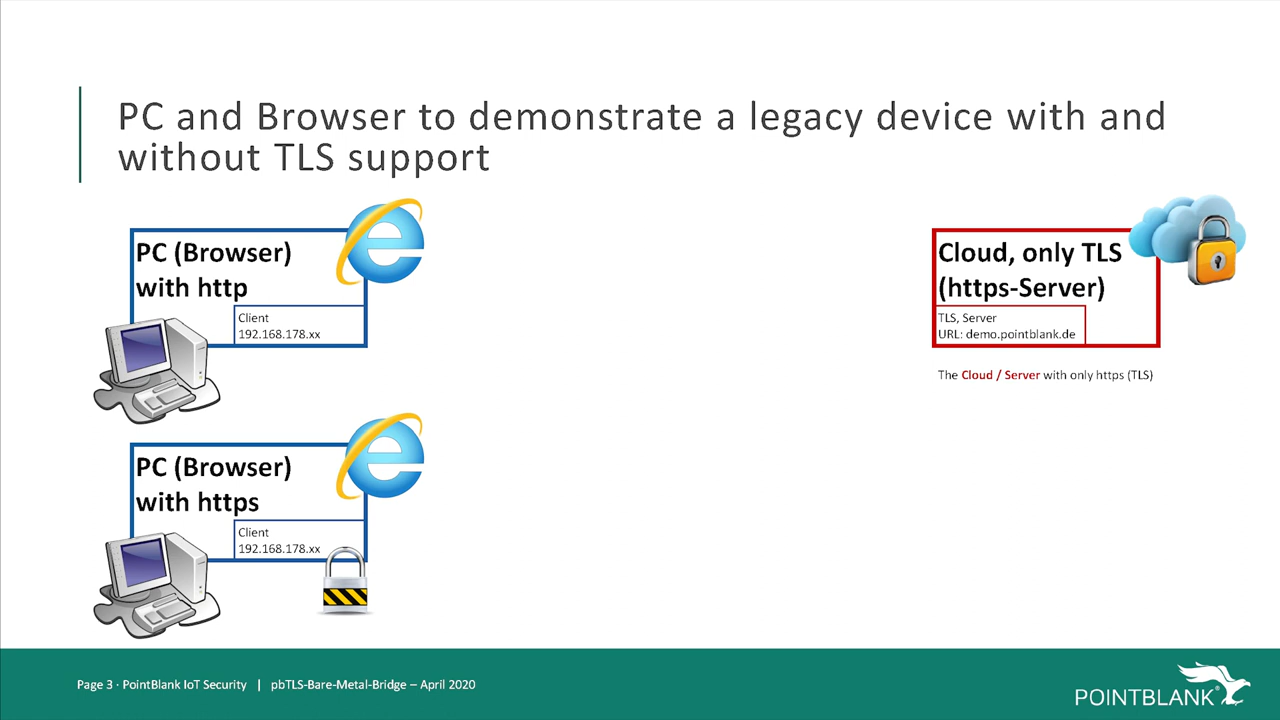 PC and Browser to demonstrate a legacy device with and
without TLS support
PC (Browser)
with http
Client
192.168.178.xx
Cloud, only TLS
(https-Server)
TLS, Server
URL: demo.pointblank.de
The Cloud / Server with only https (TLS)
PC (Browser)
with https
Client
192.168.178.xx
Page 3 · PointBlank IoT Security | pbTLS-Bare-Metal-Bridge – April 2020
POINTBLANK®